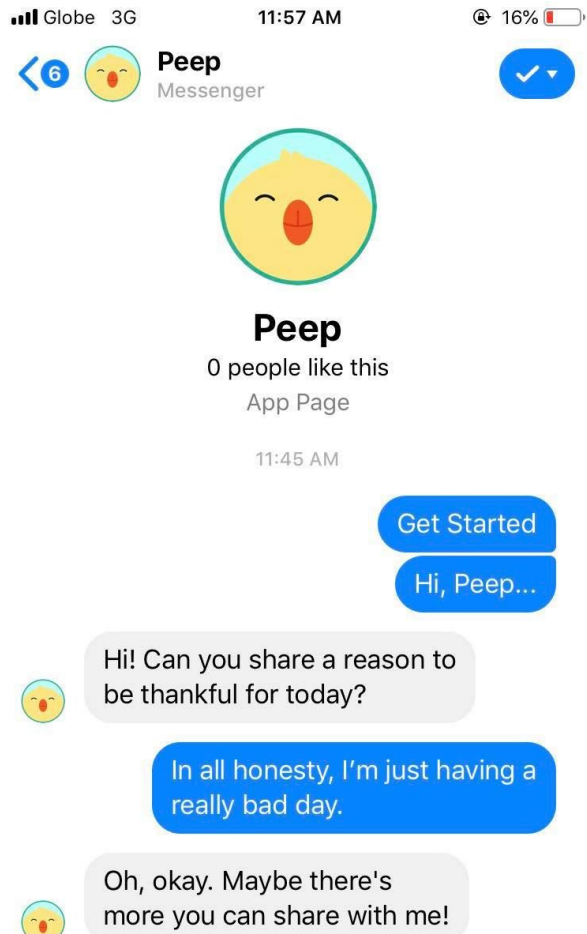 Globe 3G 11:57 AM 16%
6 Peep
Messenger
Peep
0 people like this
App Page
11:45 AM
Get Started
Hi, Peep...
Hi! Can you share a reason to
be thankful for today?
In all honesty, I'm just having a
really bad day.
Oh, okay. Maybe there's
more you can share with me!